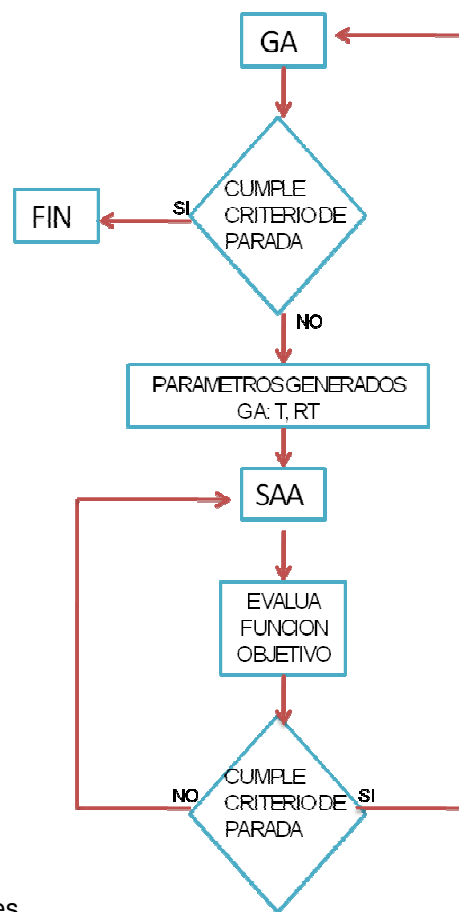 GA
CUMPLE
CRITERIO DE
PARADA
SI
FIN
NO
PARAMETROS GENERADOS
GA: T, RT
SAA
EVALUA
FUNCION
OBJETIVO
CUMPLE
CRITERIO DE
PARADA
NO
SI
es